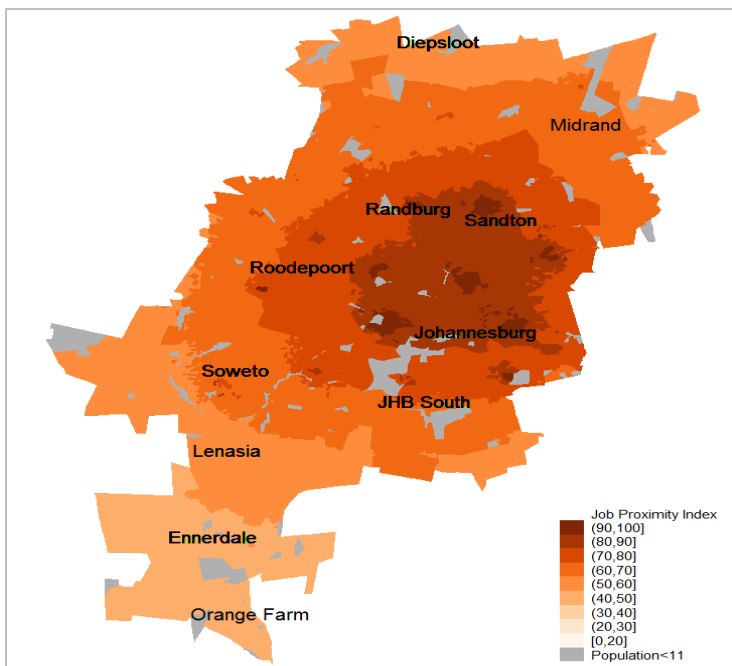 Diepsloot
Midrand
Randburg
Sandton
Roodepoort
Johannesburg
Soweto
JHB South
Lenasia
Ennerdale
Orange Farm
Job Proximity Index
(90,100]
(80,90]
(70,80]
(60,70]
(50,60]
(40,50]
(30,40]
(20,30]
[0,20]
Population<11